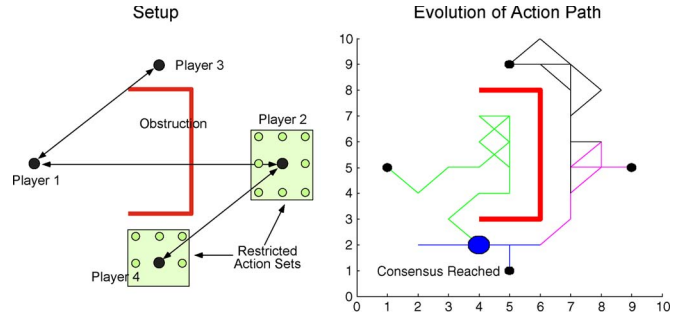 Setup
Player 3
Obstruction
Player 2
Player 1
Restricted
Action Sets
Player 4
Evolution of Action Path
10
9
8
7
6
5
4
3
2
1
0
Consensus Reached
0 1 2 3 4 5 6 7 8 9 10